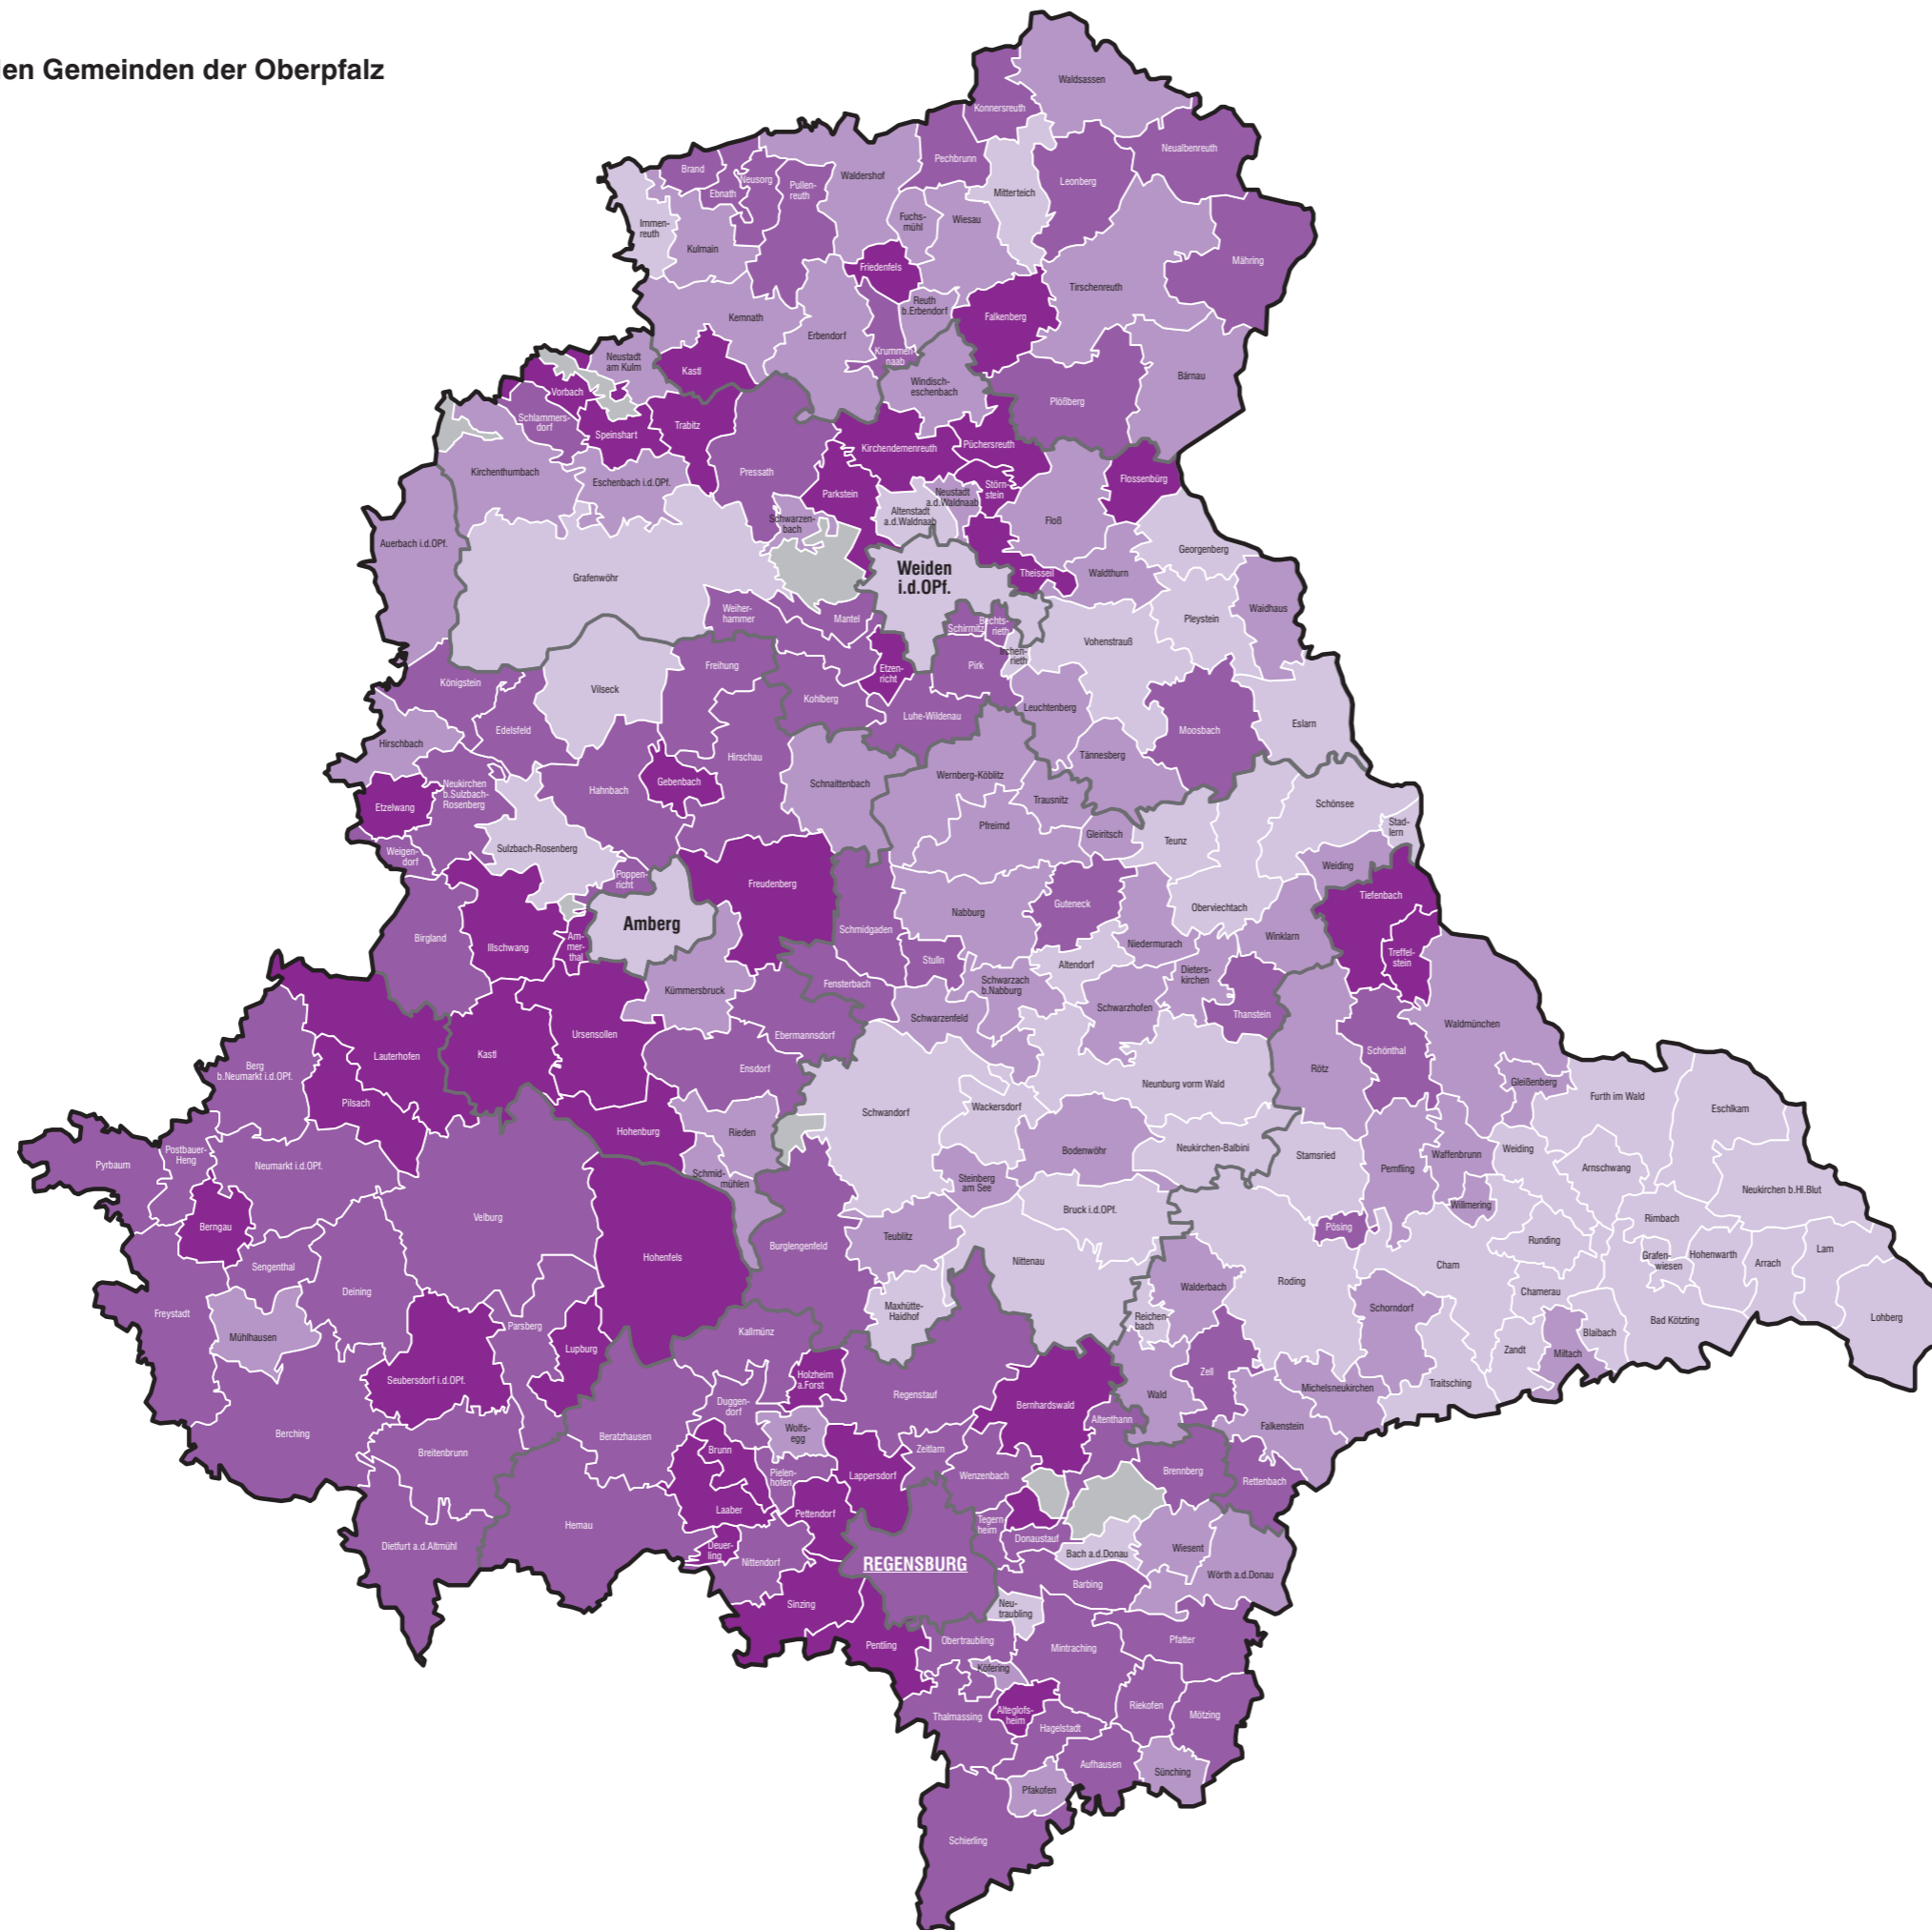 en Gemeinden der Oberpfalz
Waldsassen
Konnersreuth
Neualbenreuth
Pechbrunn
Brand
Neusorg
Ebnath
Pullen-
reuth
Waldershof
Leonberg
Mitterteich
Fuchs-
mühl
Wiesau
Immen-
reuth
Kulmain
Mähring
Friedenfels
Tirschenreuth
Reuth
b.Erbendorf
Falkenberg
Kemnath
Erbendorf
Krummen-
naab
Neustadt
am Kulm
Kastl
Windisch-
eschenbach
Bärnau
Vorbach
Plößberg
Schlammers-
dorf
Speinshart
Trabitz
Kirchendemenreuth
Püchersreuth
Kirchenthumbach
Eschenbach i.d.OPf.
Pressath
Parkstein
Störn-
stein
Flossenbürg
Neustadt
a.d.Waldnaab
Altenstadt
a.d.Waldnaab
Schwarzen-
bach
Floß
Auerbach i.d.OPf.
Georgenberg
Grafenwöhr
Weiden
i.d.OPf.
Theisseil
Waldthurn
Waidhaus
Weiher-
hammer
Mantel
Schirmitz
Bechts-
rieth
Pleystein
Vohenstrauß
Irchen-
rieth
Königstein
Freihung
Etzen-
richt
Pirk
Vilseck
Kohlberg
Luhe-Wildenau
Leuchtenberg
Eslarn
Edelsfeld
Moosbach
Hirschbach
Hirschau
Tännesberg
Gebenbach
Schnaittenbach
Wernberg-Köblitz
Neukirchen
b.Sulzbach-
Rosenberg
Hahnbach
Etzelwang
Trausnitz
Schönsee
Pfreimd
Stad-
lern
Gleiritsch
Teunz
Sulzbach-Rosenberg
Weigen-
dorf
Weiding
Poppen-
richt
Freudenberg
Tiefenbach
Guteneck
Oberviechtach
Nabburg
Amberg
Schmidgaden
Winklarn
Birgland
Illschwang
Am-
mer-
thal
Niedermurach
Treffel-
stein
Stulln
Altendorf
Dieters-
kirchen
Fensterbach
Schwarzach
b.Nabburg
Kümmersbruck
Schwarzhofen
Thanstein
Schwarzenfeld
Waldmünchen
Ursensollen
Ebermannsdorf
Lauterhofen
Kastl
Schönthal
Berg
b.Neumarkt i.d.OPf.
Ensdorf
Rötz
Gleißenberg
Neunburg vorm Wald
Furth im Wald
Pilsach
Wackersdorf
Schwandorf
Eschlkam
Hohenburg
Rieden
Neukirchen-Balbini
Bodenwöhr
Weiding
Postbauer-
Heng
Stamsried
Waffenbrunn
Pyrbaum
Neumarkt i.d.OPf.
Pemfling
Arnschwang
Schmid-
mühlen
Steinberg
am See
Neukirchen b.Hl.Blut
Willmering
Bruck i.d.OPf.
Velburg
Rimbach
Berngau
Pösing
Teublitz
Burglengenfeld
Runding
Lam
Hohenfels
Grafen-
wiesen
Hohenwarth
Nittenau
Cham
Arrach
Sengenthal
Roding
Walderbach
Deining
Chamerau
Schorndorf
Freystadt
Maxhütte-
Haidhof
Reichen-
bach
Lohberg
Bad Kötzting
Parsberg
Kallmünz
Blaibach
Mühlhausen
Lupburg
Zandt
Miltach
Zell
Holzheim
a.Forst
Seubersdorf i.d.OPf.
Traitsching
Michelsneukirchen
Regenstauf
Wald
Duggen-
dorf
Bernhardswald
Altenthann
Falkenstein
Berching
Wolfs-
egg
Beratzhausen
Brunn
Zeitlarn
Breitenbrunn
Pielen-
hofen
Lappersdorf
Wenzenbach
Brennberg
Rettenbach
Laaber
Pettendorf
Hemau
Tegern-
heim
Donaustauf
Dietfurt a.d.Altmühl
Deuer-
ling
Nittendorf
REGENSBURG
Bach a.d.Donau
Wiesent
Wörth a.d.Donau
Barbing
Sinzing
Neu-
traubling
Pentling
Obertraubling
Mintraching
Pfatter
Köfering
Thalmassing
Alteglofs-
heim
Riekofen
Mötzing
Hagelstadt
Aufhausen
Sünching
Pfakofen
Schierling